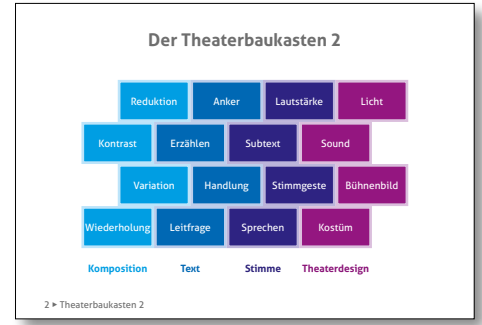 Der Theaterbaukasten 2
Reduktion Anker Lautstärke Licht
Kontrast Erzählen Subtext Sound
Variation Handlung Stimmgeste Bühnenbild
Wiederholung Leitfrage Sprechen Kostüm
Komposition Text Stimme Theaterdesign
2 ▸ Theaterbaukasten 2